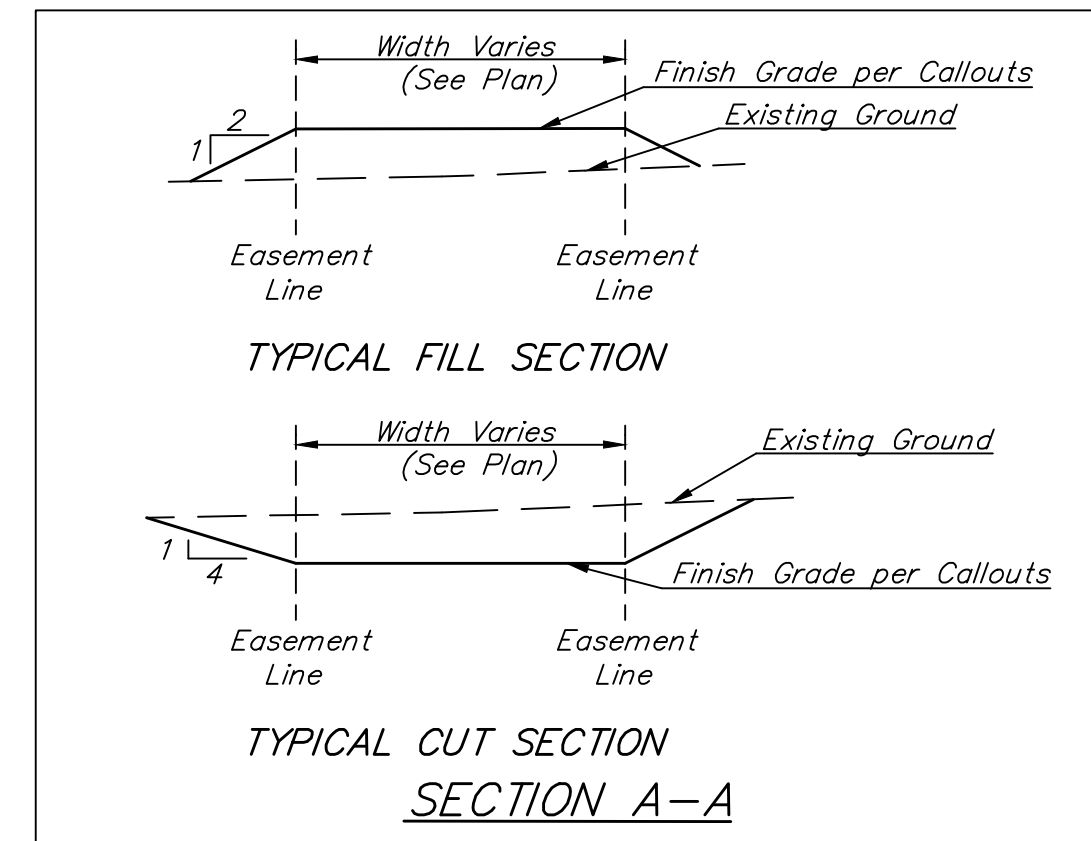 Width Varies
(See Plan)
Finish Grade per Callouts
Existing Ground
2
1
Easement
Line
Easement
Line
TYPICAL FILL SECTION
Width Varies
(See Plan)
Existing Ground
1
4
Finish Grade per Callouts
Easement
Line
Easement
Line
TYPICAL CUT SECTION
SECTION A-A